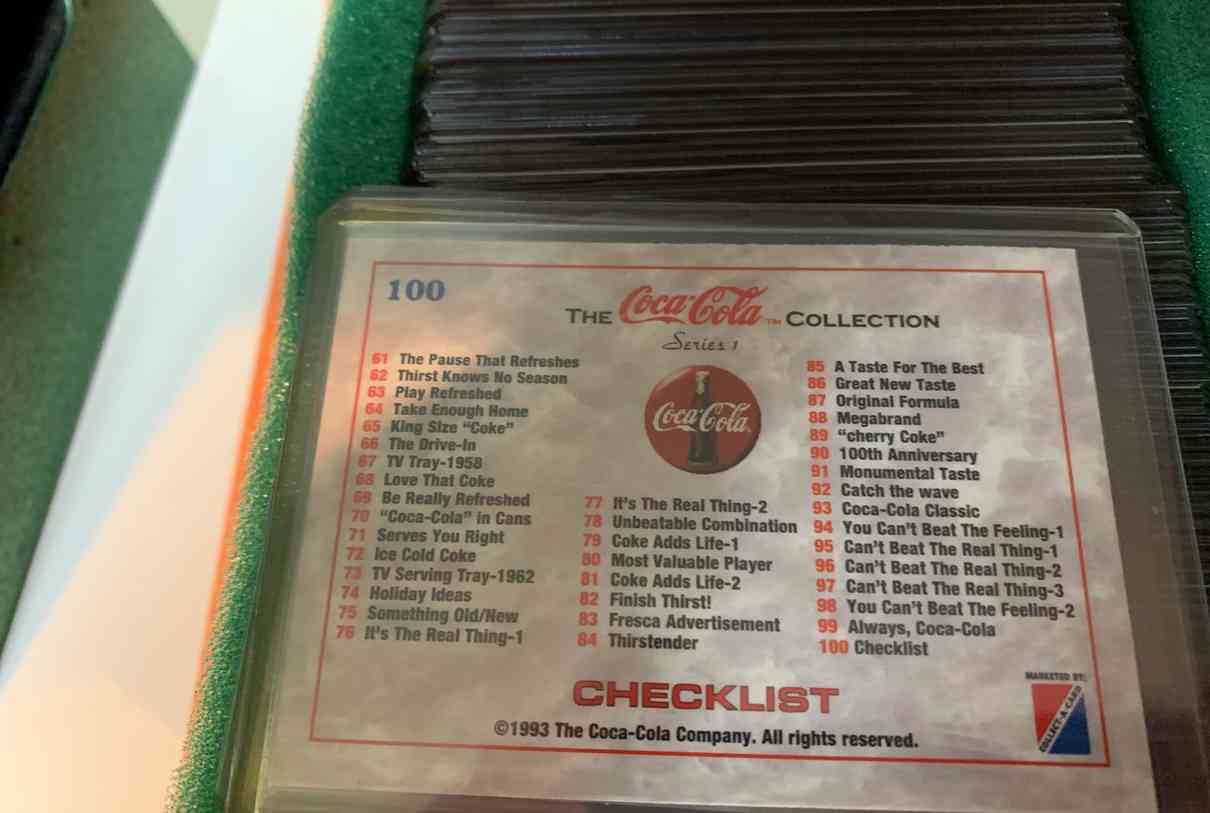 100
THE Coca-Cola ™ COLLECTION
Series 1
61 The Pause That Refreshes
62 Thirst Knows No Season
63 Play Refreshed
64 Take Enough Home
65 King Size “Coke”
66 The Drive-In
67 TV Tray-1958
68 Love That Coke
69 Be Really Refreshed
70 “Coca-Cola” in Cans
71 Serves You Right
72 Ice Cold Coke
73 TV Serving Tray-1962
74 Holiday Ideas
75 Something Old/New
76 It's The Real Thing-1
Coca-Cola
77 It's The Real Thing-2
78 Unbeatable Combination
79 Coke Adds Life-1
80 Most Valuable Player
81 Coke Adds Life-2
82 Finish Thirst!
83 Fresca Advertisement
84 Thirstender
85 A Taste For The Best
86 Great New Taste
87 Original Formula
88 Megabrand
89 “cherry Coke”
90 100th Anniversary
91 Monumental Taste
92 Catch the wave
93 Coca-Cola Classic
94 You Can't Beat The Feeling-1
95 Can't Beat The Real Thing-1
96 Can't Beat The Real Thing-2
97 Can't Beat The Real Thing-3
98 You Can't Beat The Feeling-2
99 Always, Coca-Cola
100 Checklist
CHECKLIST
©1993 The Coca-Cola Company. All rights reserved.
MARKETED BY:
COLLECT-A-CARD